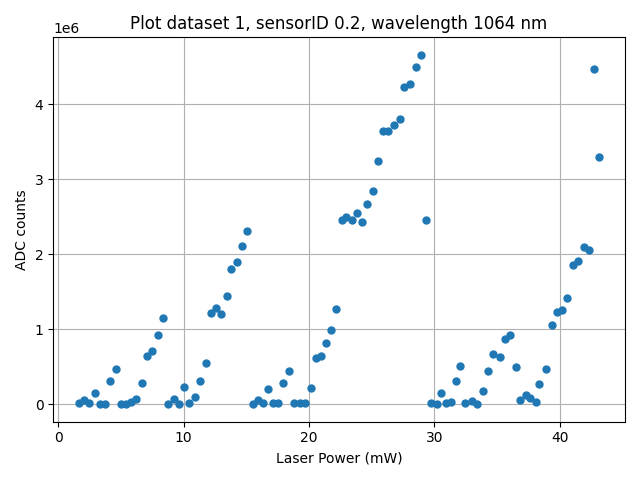 Plot dataset 1, sensorID 0.2, wavelength 1064 nm
1e6
4
3
2
1
0
ADC counts
0 10 20 30 40
Laser Power (mW)